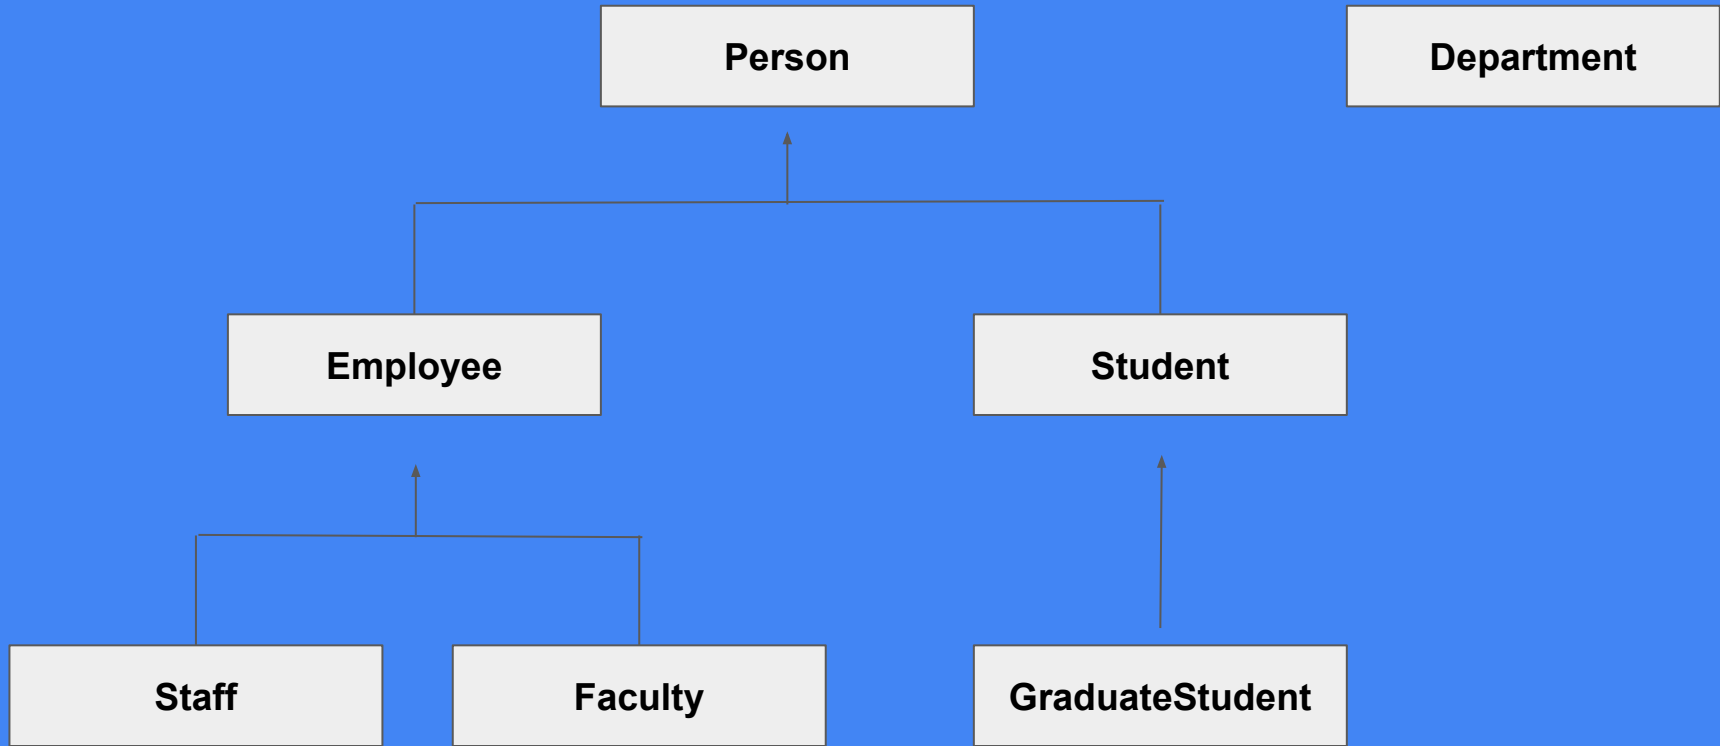 Person
Department
Employee
Student
Staff
Faculty
GraduateStudent